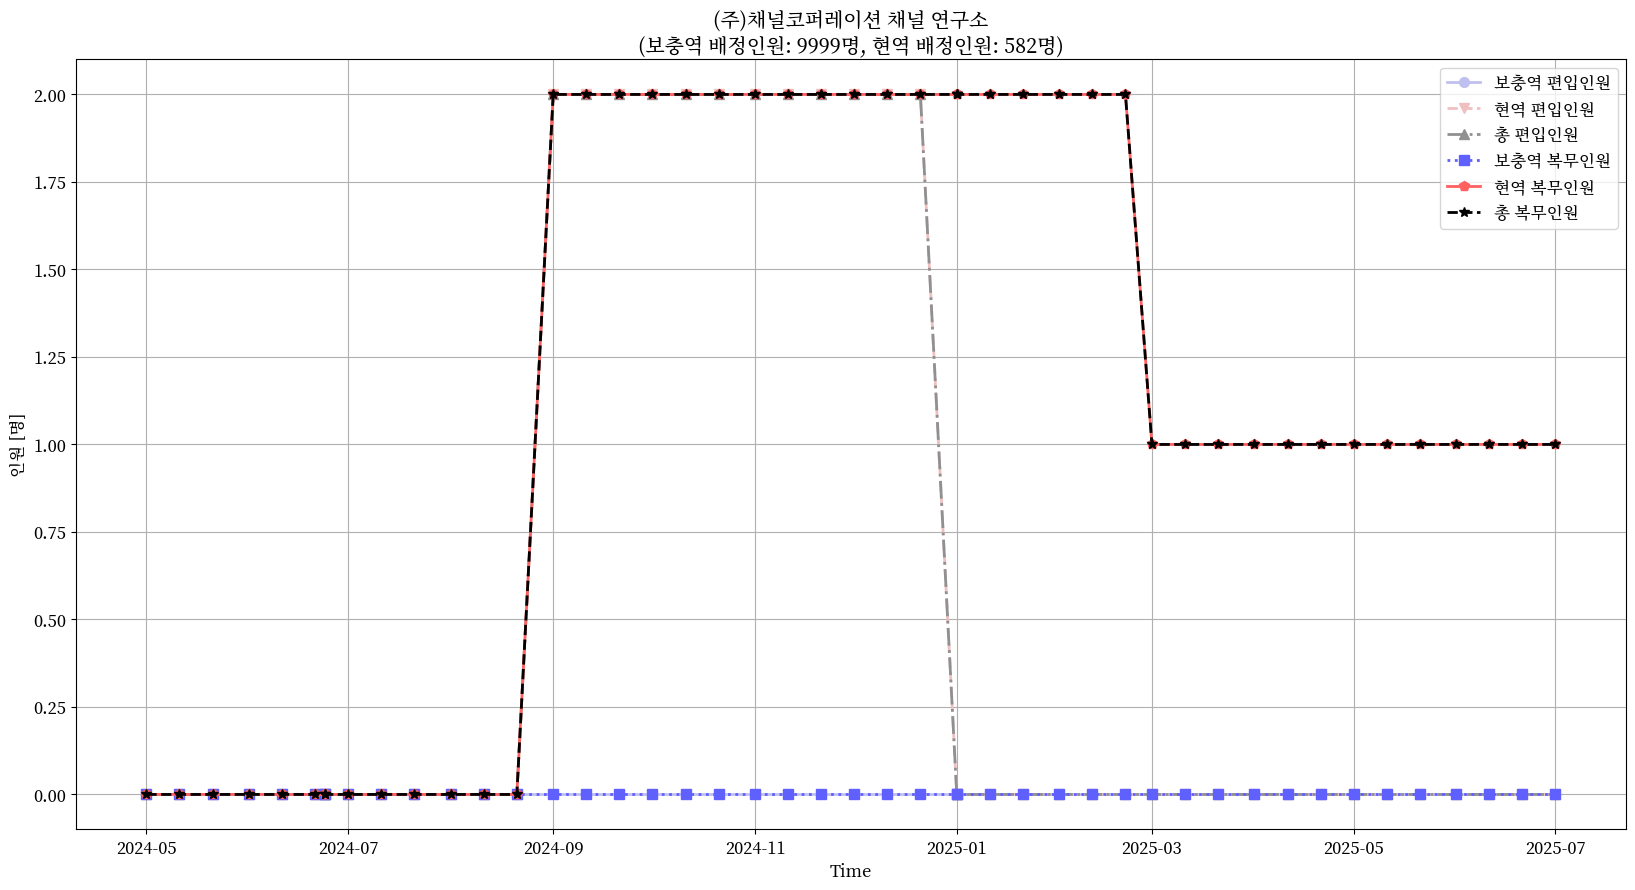 (주)채널코퍼레이션 채널 연구소
(보충역 배정인원: 9999명, 현역 배정인원: 582명)
보충역 편입인원
현역 편입인원
총 편입인원
보충역 복무인원
현역 복무인원
총 복무인원
인원 [명]
2.00
1.75
1.50
1.25
1.00
0.75
0.50
0.25
0.00
2024-05 2024-07 2024-09 2024-11 2025-01 2025-03 2025-05 2025-07
Time